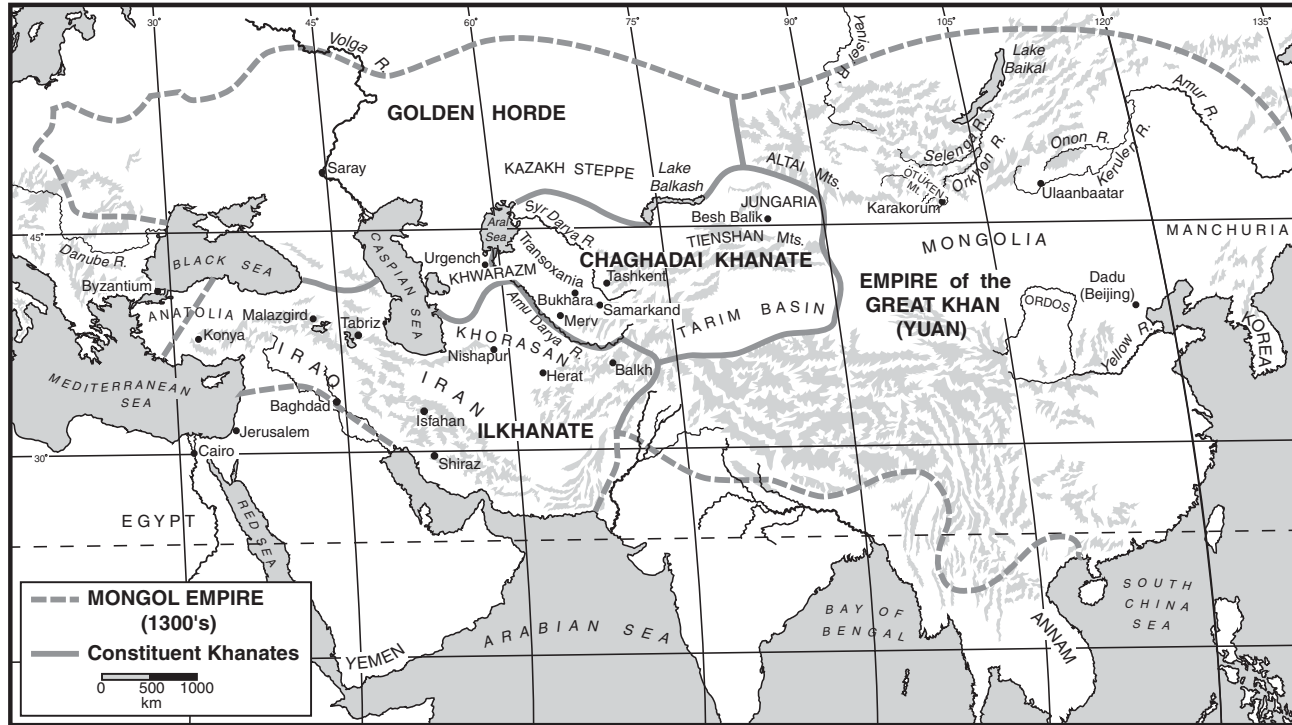 30°
45°
60°
75°
90°
105°
120°
135°
Volga R.
Yenisei R.
Lake
Baikal
Amur R.
GOLDEN HORDE
Selenga R.
Orkhon R.
Onon R.
Kerulen R.
Saray
KAZAKH STEPPE
Lake
Balkash
ALTAI Mts.
ÖTÜKEN
Mt.
Ulaanbaatar
Karakorum
JUNGARIA
Besh Balik
45°
Danube R.
BLACK SEA
CASPIAN SEA
Aral
Sea
Syr Darya R.
TIENSHAN Mts.
MONGOLIA
MANCHURIA
Urgench
KHWARAZM
Transoxania
CHAGHADAI KHANATE
Tashkent
EMPIRE of the
GREAT KHAN
(YUAN)
Dadu
(Beijing)
ORDOS
Byzantium
ANATOLIA
Malazgird
Bukhara
Samarkand
Amu Darya R.
Merv
TARIM BASIN
Yellow R.
KOREA
Konya
Tabriz
KHORASAN
Nishapur
Herat
Balkh
IRAQ
IRAN
MEDITERRANEAN
SEA
Baghdad
Isfahan
ILKHANATE
Jerusalem
Cairo
Shiraz
30°
EGYPT
RED SEA
YEMEN
ARABIAN SEA
BAY OF
BENGAL
ANNAM
SOUTH
CHINA
SEA
MONGOL EMPIRE
(1300's)
Constituent Khanates
0 500 1000
km